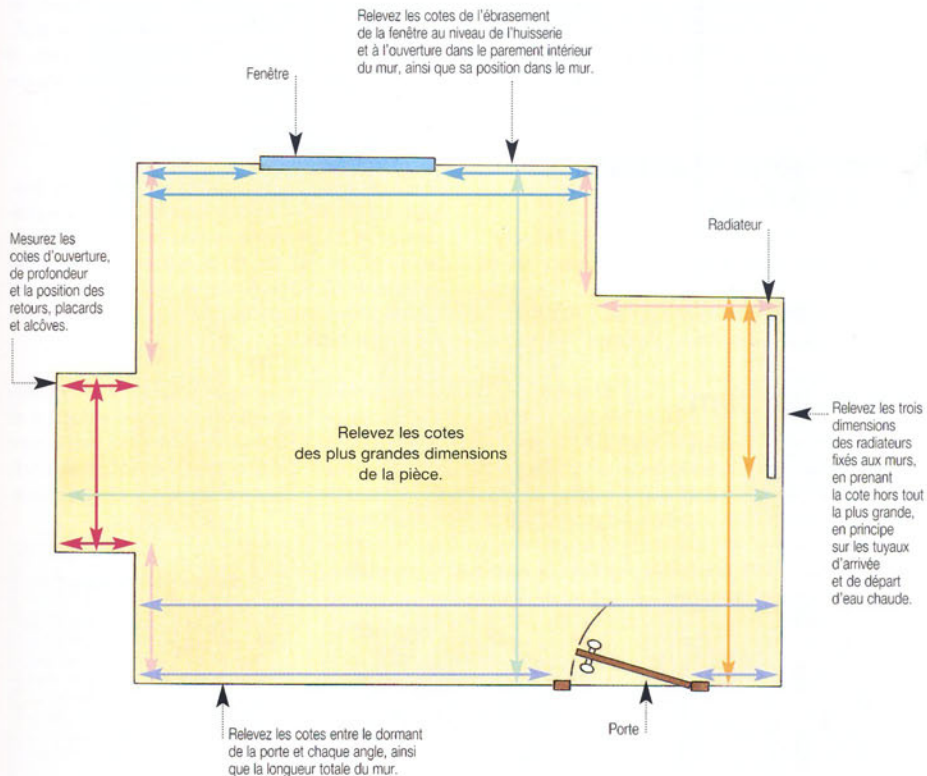 Relevez les cotes de l'ébrasement
de la fenêtre au niveau de l'huisserie
et à l'ouverture dans le parement intérieur
du mur, ainsi que sa position dans le mur.
Fenêtre
Radiateur
Mesurez les
cotes d'ouverture,
de profondeur
et la position des
retours, placards
et alcôves.
Relevez les cotes
des plus grandes dimensions
de la pièce.
Relevez les trois
dimensions
des radiateurs
fixés aux murs,
en prenant
la cote hors tout
la plus grande,
en principe
sur les tuyaux
d'arrivée
et de départ
d'eau chaude.
Porte
Relevez les cotes entre le dormant
de la porte et chaque angle, ainsi
que la longueur totale du mur.